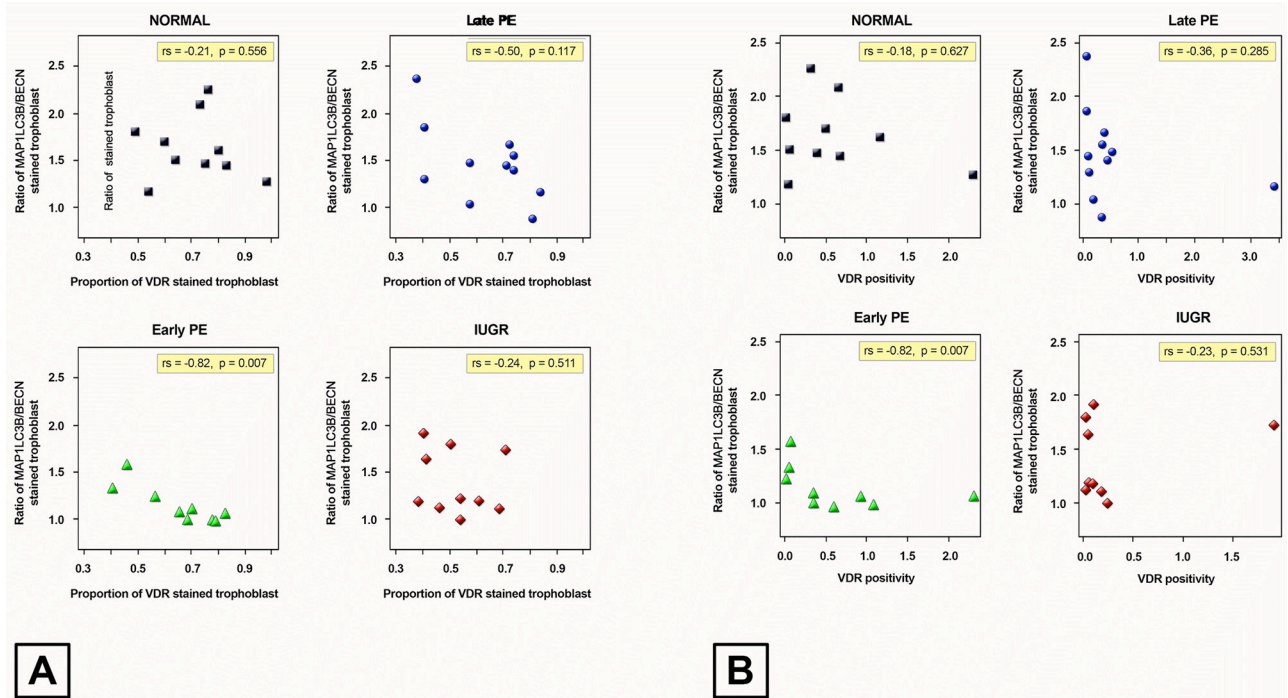 NORMAL
rs = -0.21, p = 0.556
Ratio of MAP1LC3B/BECN
stained trophoblast
Ratio of stained trophoblast
2.5
2.0
1.5
1.0
0.3 0.5 0.7 0.9
Proportion of VDR stained trophoblast
Late PE
rs = -0.50, p = 0.117
Ratio of MAP1LC3B/BECN
stained trophoblast
2.5
2.0
1.5
1.0
0.3 0.5 0.7 0.9
Proportion of VDR stained trophoblast
Early PE
rs = -0.82, p = 0.007
Ratio of MAP1LC3B/BECN
stained trophoblast
2.5
2.0
1.5
1.0
0.3 0.5 0.7 0.9
Proportion of VDR stained trophoblast
IUGR
rs = -0.24, p = 0.511
Ratio of MAP1LC3B/BECN
stained trophoblast
2.5
2.0
1.5
1.0
0.3 0.5 0.7 0.9
Proportion of VDR stained trophoblast
A
NORMAL
rs = -0.18, p = 0.627
Ratio of MAP1LC3B/BECN
stained trophoblast
2.5
2.0
1.5
1.0
0.0 0.5 1.0 1.5 2.0
VDR positivity
Late PE
rs = -0.36, p = 0.285
Ratio of MAP1LC3B/BECN
stained trophoblast
2.5
2.0
1.5
1.0
0.0 0.5 1.0 2.0 3.0
VDR positivity
Early PE
rs = -0.82, p = 0.007
Ratio of MAP1LC3B/BECN
stained trophoblast
2.5
2.0
1.5
1.0
0.0 0.5 1.0 1.5 2.0
VDR positivity
IUGR
rs = -0.23, p = 0.531
Ratio of MAP1LC3B/BECN
stained trophoblast
2.5
2.0
1.5
1.0
0.0 0.5 1.0 1.5
VDR positivity
B